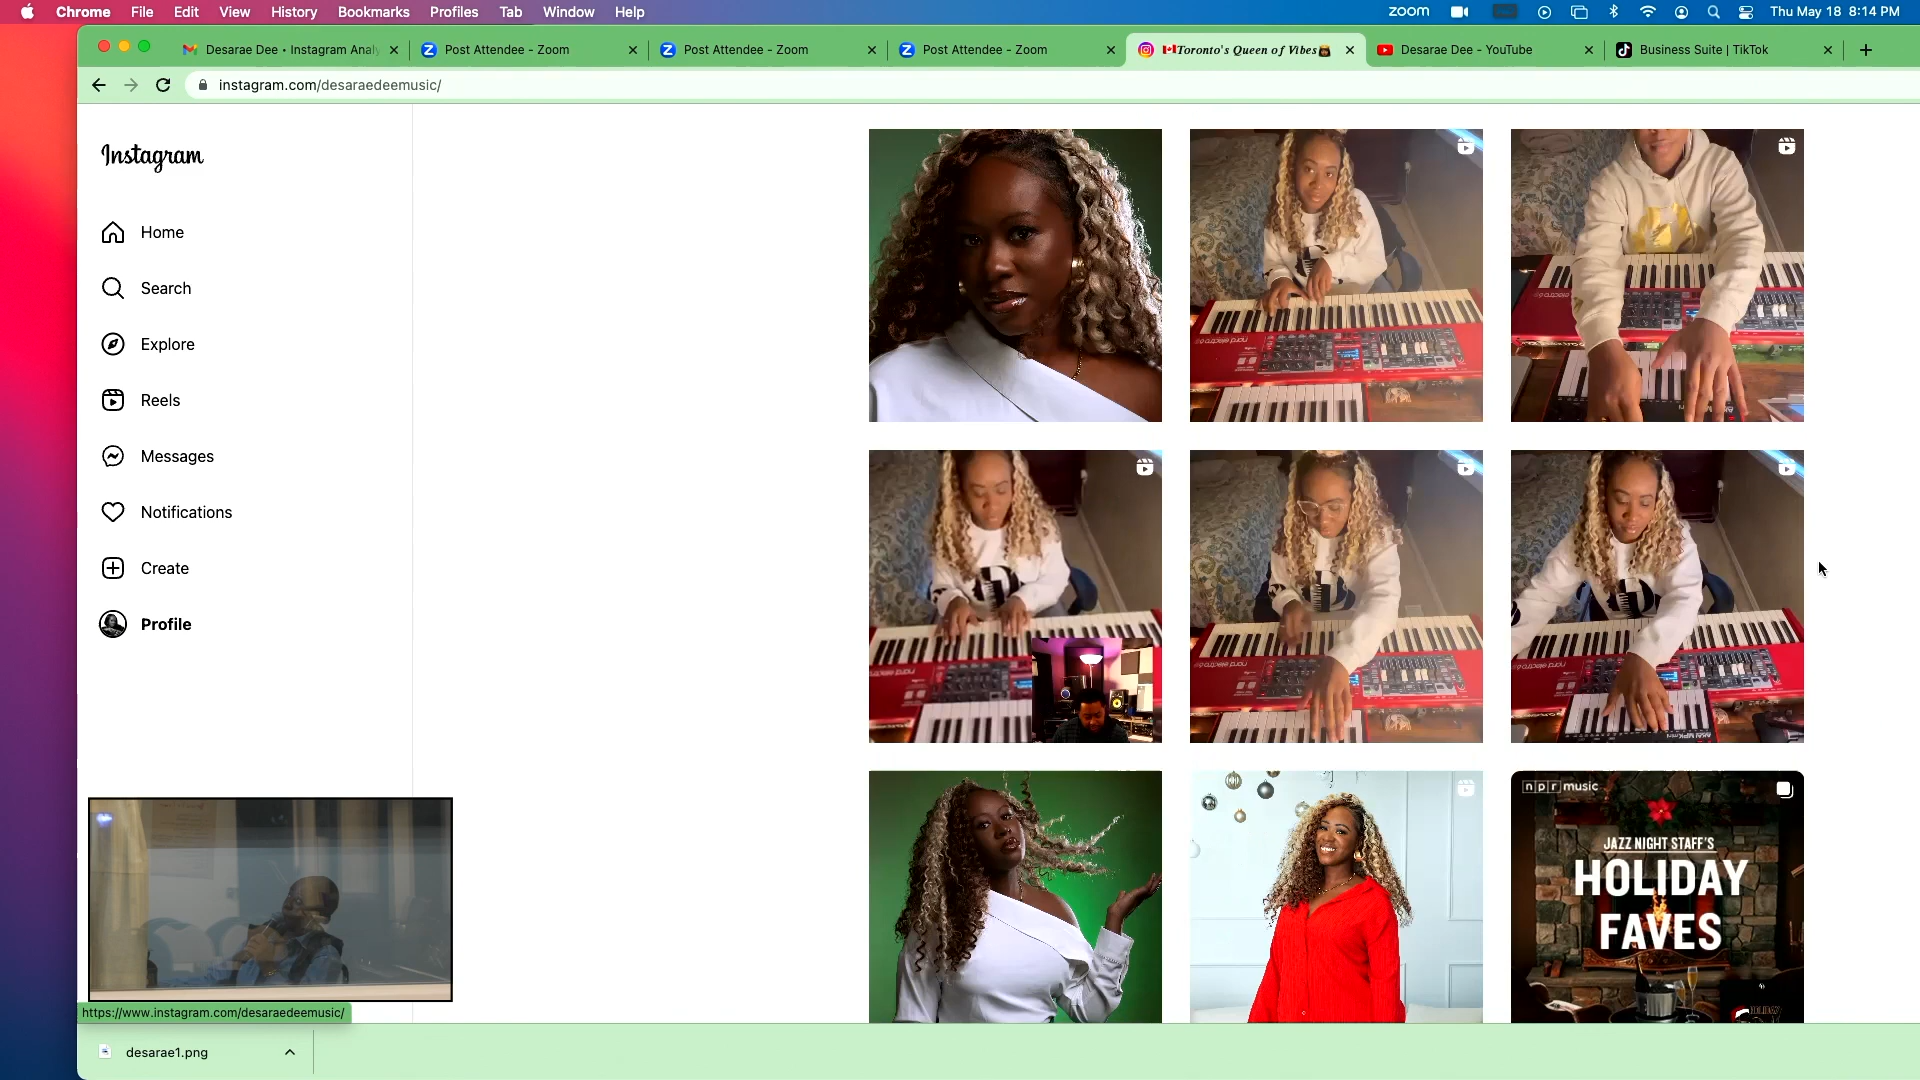 Chrome File Edit View History Bookmarks Profiles Tab Window Help
zoom Thu May 18 8:14 PM
Desarae Dee • Instagram Analy
Post Attendee - Zoom
Post Attendee - Zoom
Post Attendee - Zoom
🇨🇦Toronto's Queen of Vibes
Desarae Dee - YouTube
Business Suite | TikTok
instagram.com/desaraedeemusic/
Instagram
Home
Search
Explore
Reels
Messages
Notifications
Create
Profile
npr music
JAZZ NIGHT STAFF'S
HOLIDAY
FAVES
https://www.instagram.com/desaraedeemusic/
desarae1.png